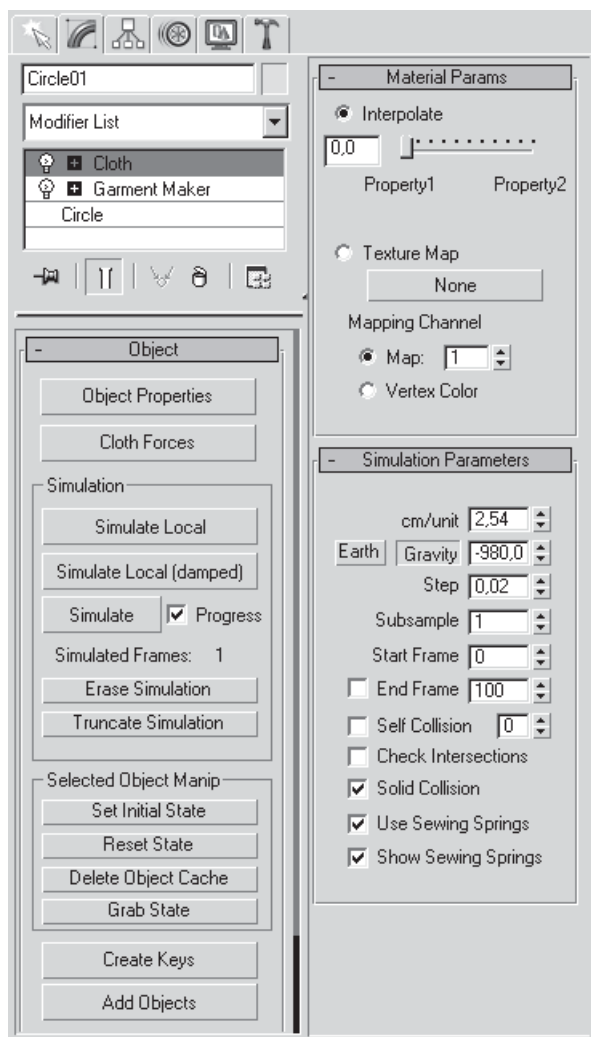 Circle01
Modifier List
Cloth
Garment Maker
Circle
- Object
Object Properties
Cloth Forces
Simulation
Simulate Local
Simulate Local (damped)
Simulate Progress
Simulated Frames: 1
Erase Simulation
Truncate Simulation
Selected Object Manip
Set Initial State
Reset State
Delete Object Cache
Grab State
Create Keys
Add Objects
- Material Params
Interpolate
0,0
Property1 Property2
Texture Map
None
Mapping Channel
Map: 1
Vertex Color
- Simulation Parameters
cm/unit 2,54
Earth Gravity -980,0
Step 0,02
Subsample 1
Start Frame 0
End Frame 100
Self Collision 0
Check Intersections
Solid Collision
Use Sewing Springs
Show Sewing Springs